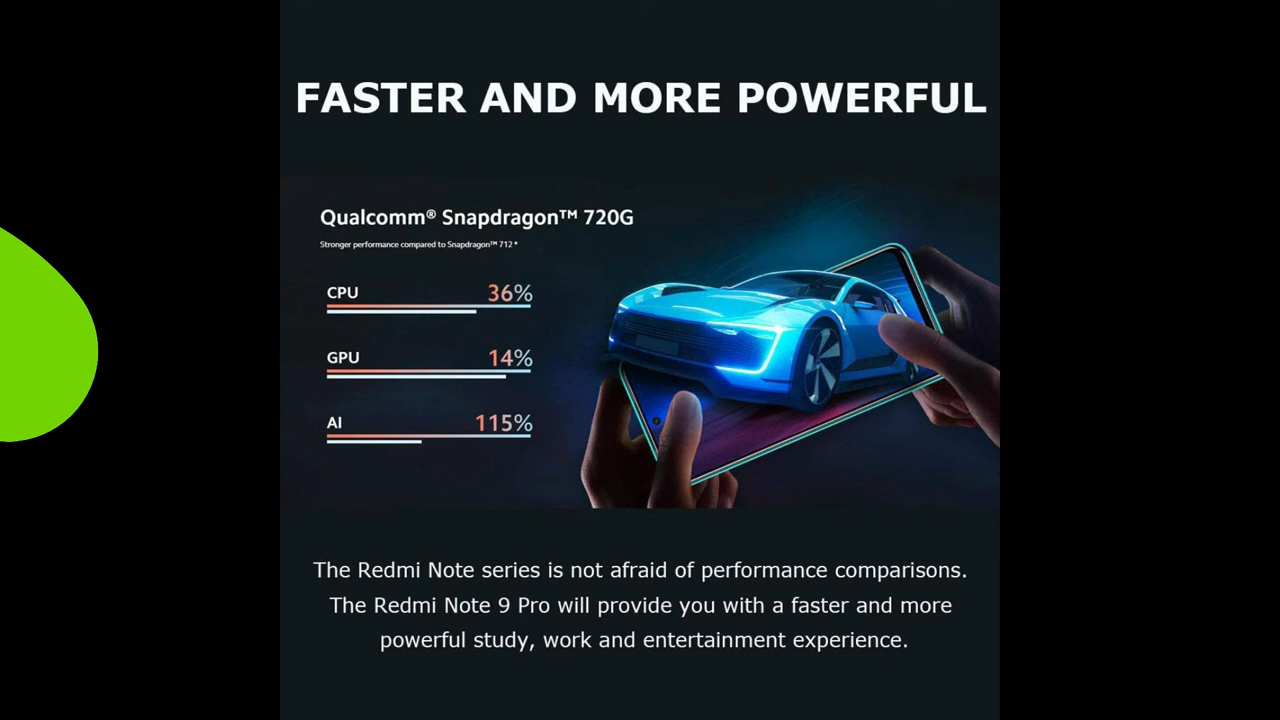 FASTER AND MORE POWERFUL
Qualcomm® Snapdragon™ 720G
Stronger performance compared to Snapdragon™ 712 *
CPU 36%
GPU 14%
AI 115%
The Redmi Note series is not afraid of performance comparisons.
The Redmi Note 9 Pro will provide you with a faster and more
powerful study, work and entertainment experience.